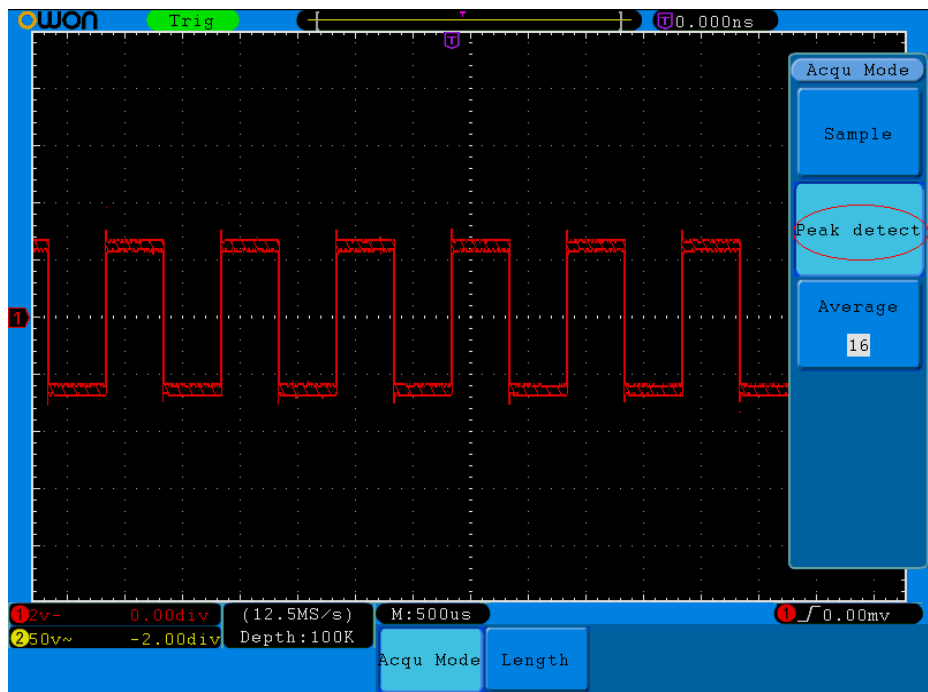 OWON Trig T 0.000ns
T
Acqu Mode
Sample
Peak detect
Average
16
1
1 2v- 0.00div (12.5MS/s) M:500us 1 0.00mv
2 50v~ -2.00div Depth:100K
Acqu Mode Length